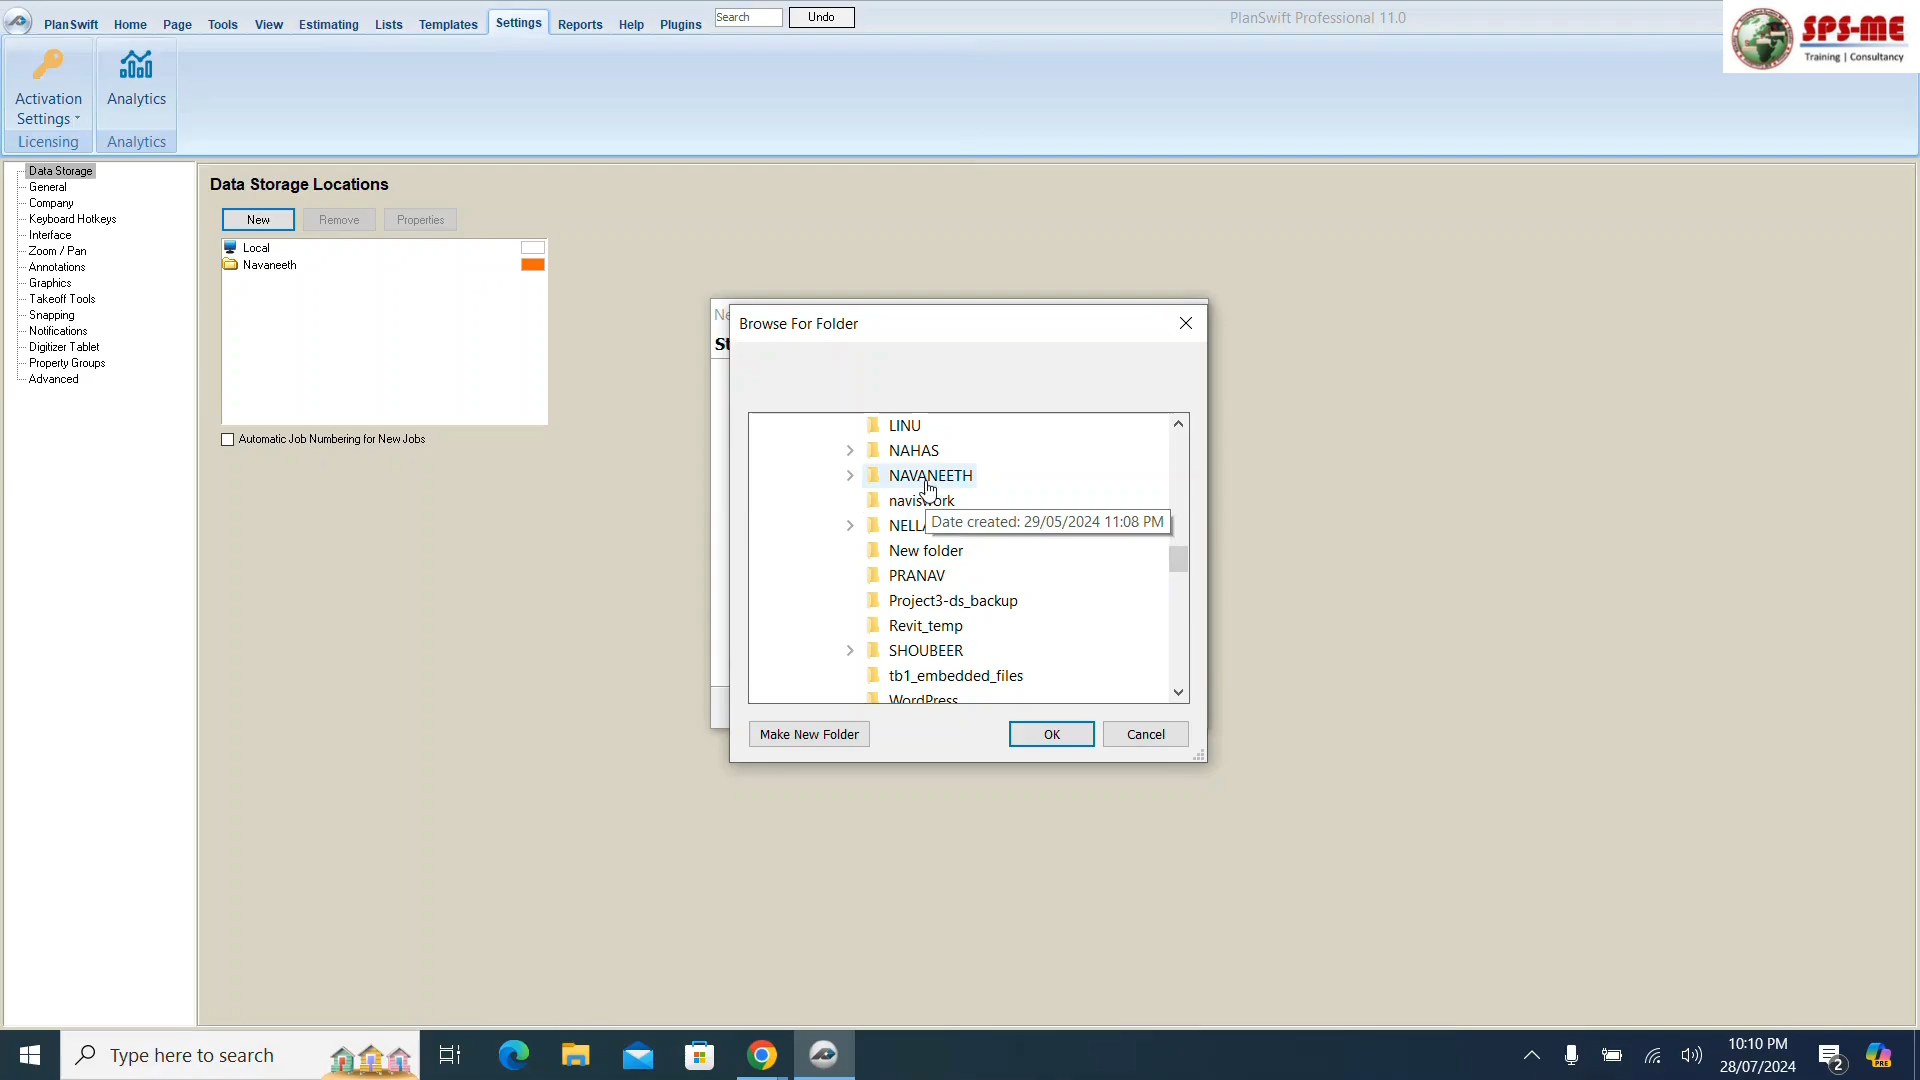 PlanSwift Home Page Tools View Estimating Lists Templates Settings Reports Help Plugins Search Undo
PlanSwift Professional 11.0
SPS-ME
Training | Consultancy
Activation
Settings
Licensing
Analytics
Analytics
Data Storage
General
Company
Keyboard Hotkeys
Interface
Zoom / Pan
Annotations
Graphics
Takeoff Tools
Snapping
Notifications
Digitizer Tablet
Property Groups
Advanced
Data Storage Locations
New Remove Properties
Local
Navaneeth
Automatic Job Numbering for New Jobs
Browse For Folder
LINU
NAHAS
NAVANEETH
naviswork
Date created: 29/05/2024 11:08 PM
New folder
PRANAV
Project3-ds_backup
Revit_temp
SHOUBEER
tb1_embedded_files
WordPress
Make New Folder OK Cancel
Type here to search
10:10 PM
28/07/2024
2
PRE